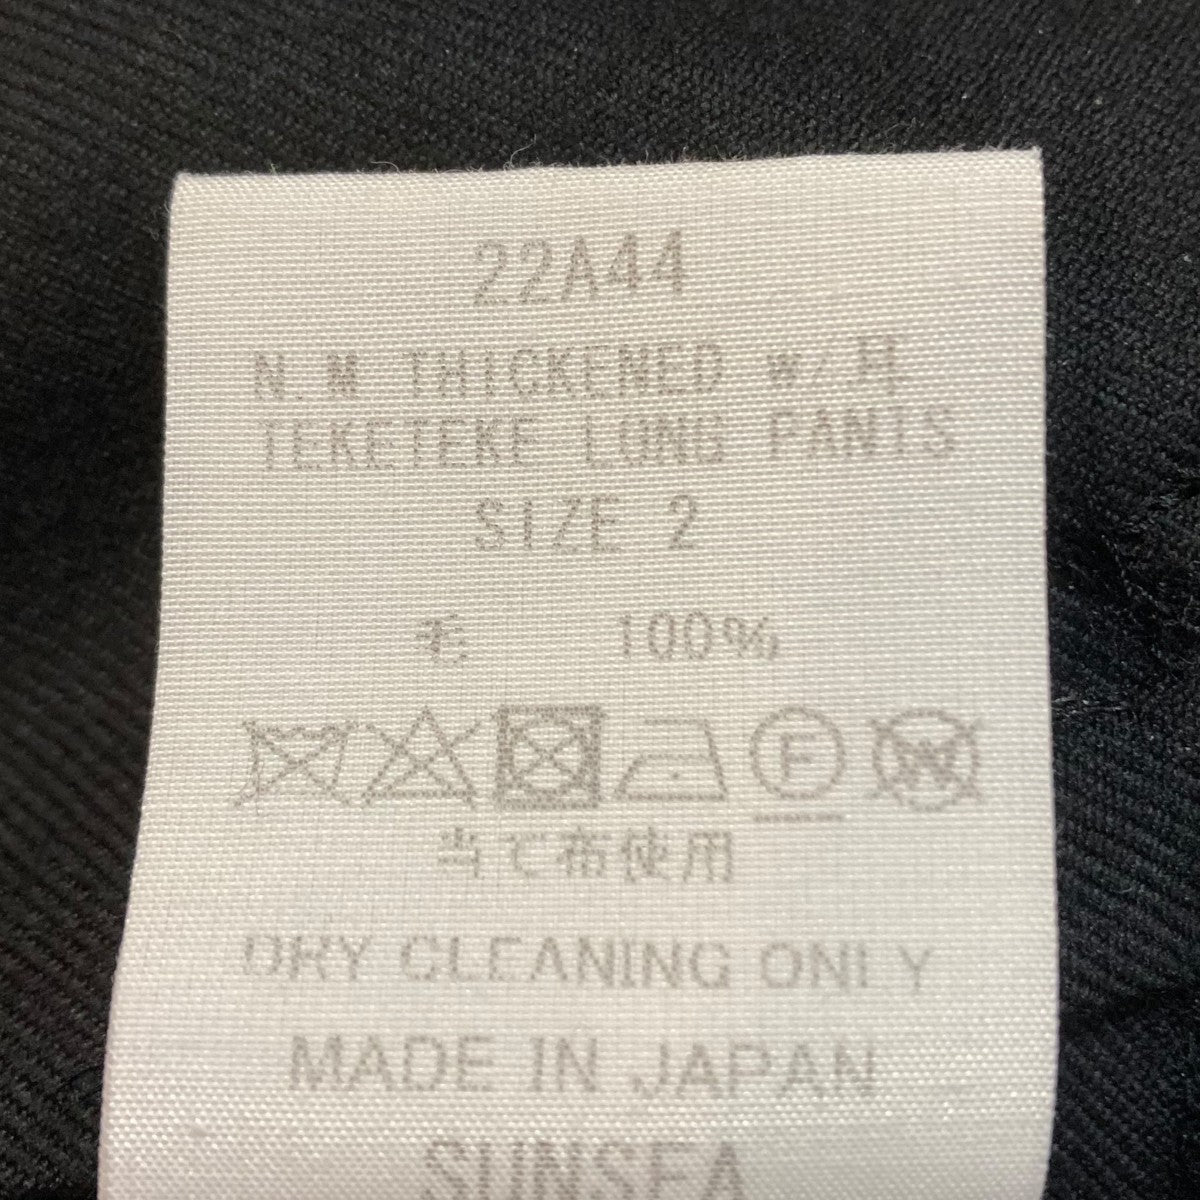 22A44
N.M THICKENED w/耳
TEKETEKE LONG PANTS
SIZE 2
毛 100%
F W
当て布使用
DRY CLEANING ONLY
MADE IN JAPAN
SUNSEA